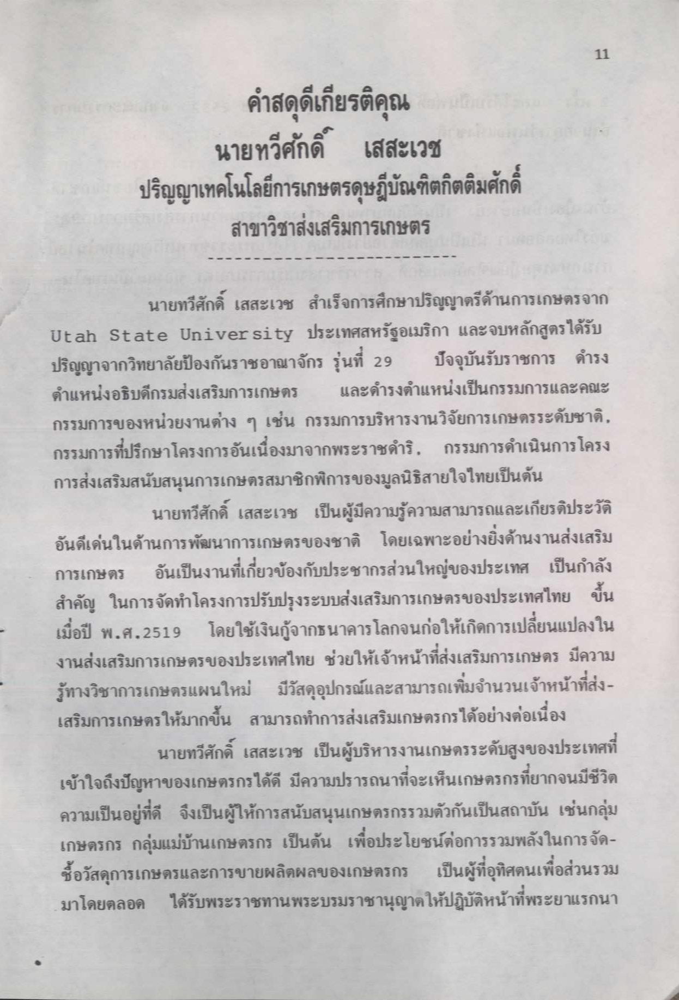 11
คำสดุดีเกียรติคุณ
นายทวีศักดิ์ เสสะเวช
ปริญญาเทคโนโลยีการเกษตรดุษฎีบัณฑิตกิตติมศักดิ์
สาขาวิชาส่งเสริมการเกษตร
---------------------------
นายทวีศักดิ์ เสสะเวช สำเร็จการศึกษาปริญญาตรีด้านการเกษตรจาก
Utah State University ประเทศสหรัฐอเมริกา และจบหลักสูตรได้รับ
ปริญญาจากวิทยาลัยป้องกันราชอาณาจักร รุ่นที่ 29 ปัจจุบันรับราชการ ดำรง
ตำแหน่งอธิบดีกรมส่งเสริมการเกษตร และดำรงตำแหน่งเป็นกรรมการและคณะ
กรรมการของหน่วยงานต่าง ๆ เช่น กรรมการบริหารงานวิจัยการเกษตรระดับชาติ.
กรรมการที่ปรึกษาโครงการอันเนื่องมาจากพระราชดำริ. กรรมการดำเนินการโครง
การส่งเสริมสนับสนุนการเกษตรสมาชิกพิการของมูลนิธิสายใจไทยเป็นต้น
นายทวีศักดิ์ เสสะเวช เป็นผู้มีความรู้ความสามารถและเกียรติประวัติ
อันดีเด่นในด้านการพัฒนาการเกษตรของชาติ โดยเฉพาะอย่างยิ่งด้านงานส่งเสริม
การเกษตร อันเป็นงานที่เกี่ยวข้องกับประชากรส่วนใหญ่ของประเทศ เป็นกำลัง
สำคัญ ในการจัดทำโครงการปรับปรุงระบบส่งเสริมการเกษตรของประเทศไทย ขึ้น
เมื่อปี พ.ศ.2519 โดยใช้เงินกู้จากธนาคารโลกจนก่อให้เกิดการเปลี่ยนแปลงใน
งานส่งเสริมการเกษตรของประเทศไทย ช่วยให้เจ้าหน้าที่ส่งเสริมการเกษตร มีความ
รู้ทางวิชาการเกษตรแผนใหม่ มีวัสดุอุปกรณ์และสามารถเพิ่มจำนวนเจ้าหน้าที่ส่ง-
เสริมการเกษตรให้มากขึ้น สามารถทำการส่งเสริมเกษตรกรได้อย่างต่อเนื่อง
นายทวีศักดิ์ เสสะเวช เป็นผู้บริหารงานเกษตรระดับสูงของประเทศที่
เข้าใจถึงปัญหาของเกษตรกรได้ดี มีความปรารถนาที่จะเห็นเกษตรกรที่ยากจนมีชีวิต
ความเป็นอยู่ที่ดี จึงเป็นผู้ให้การสนับสนุนเกษตรกรรวมตัวกันเป็นสถาบัน เช่นกลุ่ม
เกษตรกร กลุ่มแม่บ้านเกษตรกร เป็นต้น เพื่อประโยชน์ต่อการรวมพลังในการจัด-
ซื้อวัสดุการเกษตรและการขายผลิตผลของเกษตรกร เป็นผู้ที่อุทิศตนเพื่อส่วนรวม
มาโดยตลอด ได้รับพระราชทานพระบรมราชานุญาตให้ปฏิบัติหน้าที่พระยาแรกนา